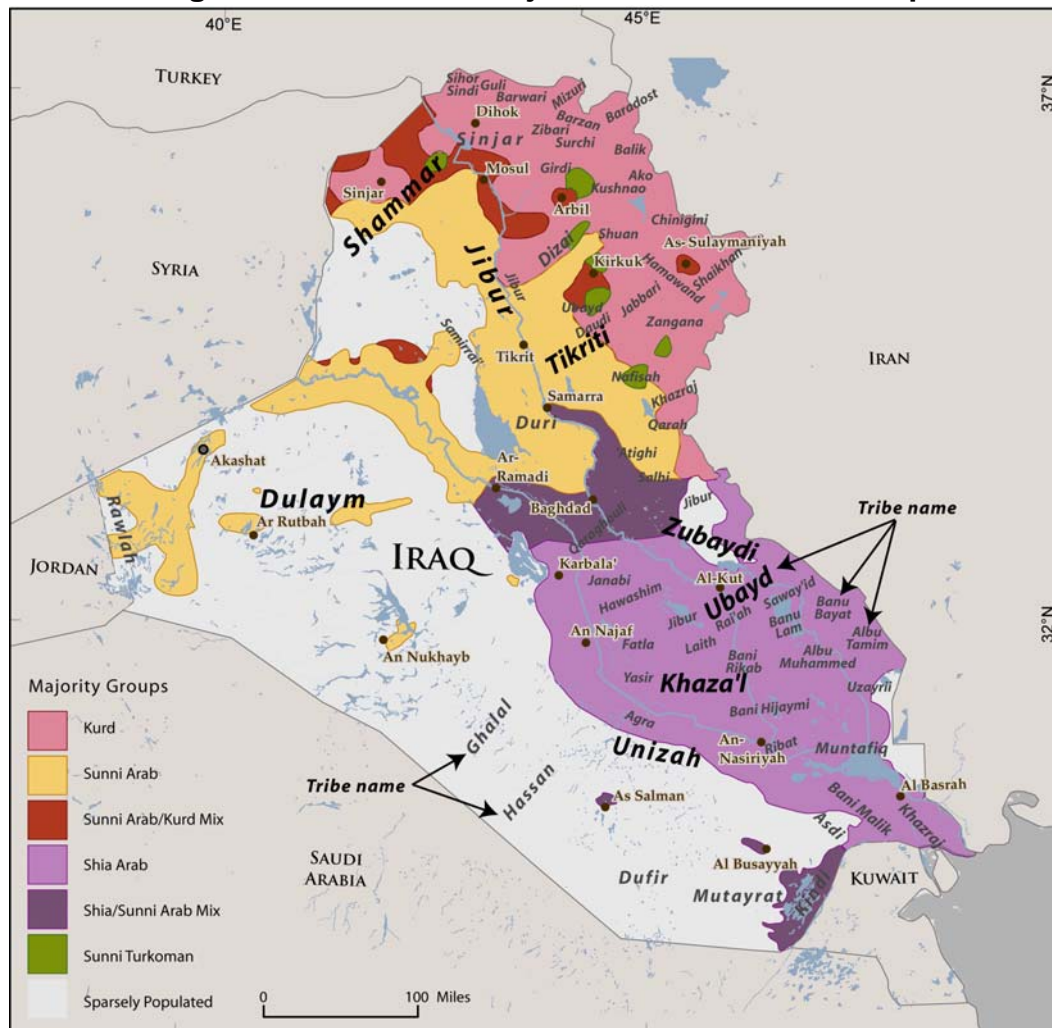 40°E
45°E
TURKEY
37°N
Sihor
Sindi
Guli
Barwari
Mizuri
Baradost
Dihok
Barzan
Sinjar
Zibari
Surchi
Balik
Mosul
Girdi
Ako
Kushnao
Sinjar
Shammar
Arbil
Chinigini
Dizai
Shuan
As-Sulaymaniyah
SYRIA
Jibur
Jibur
Kirkuk
Hamawand
Shaikhan
Ubayd
Jabbari
Daudi
Zangana
Samirra'i
Tikrit
Tikriti
IRAN
Nafisah
Samarra
Khazraj
Duri
Qarah
Akashat
'Atighi
Ar-
Ramadi
Salbi
Rawlah
Dulaym
Baghdad
Jibur
Tribe name
Ar Rutbah
Zubaydi
JORDAN
IRAQ
Karbala'
Al-Kut
Janabi
Ubayd
Saway'id
Banu
Bayat
Hawashim
Jibur
Banu
Lam
Albu
Tamim
An Najaf
Fatla
Laith
An Nukhayb
Bani
Rikab
Albu
Muhammed
Majority Groups
Yasir
Khaza'l
Uzayrij
Kurd
Ghalal
Agra
Bani Hijaymi
Sunni Arab
Unizah
An-
Nasiriyah
Ribat
Muntafiq
Tribe name
Hassan
Al Basrah
Sunni Arab/Kurd Mix
As Salman
Bani Malik
Khazraj
Asdi
Shia Arab
SAUDI
ARABIA
Al Busayyah
KUWAIT
Dufir
Mutayrat
Kindi
Shia/Sunni Arab Mix
Sunni Turkoman
Sparsely Populated
0 100 Miles
32°N